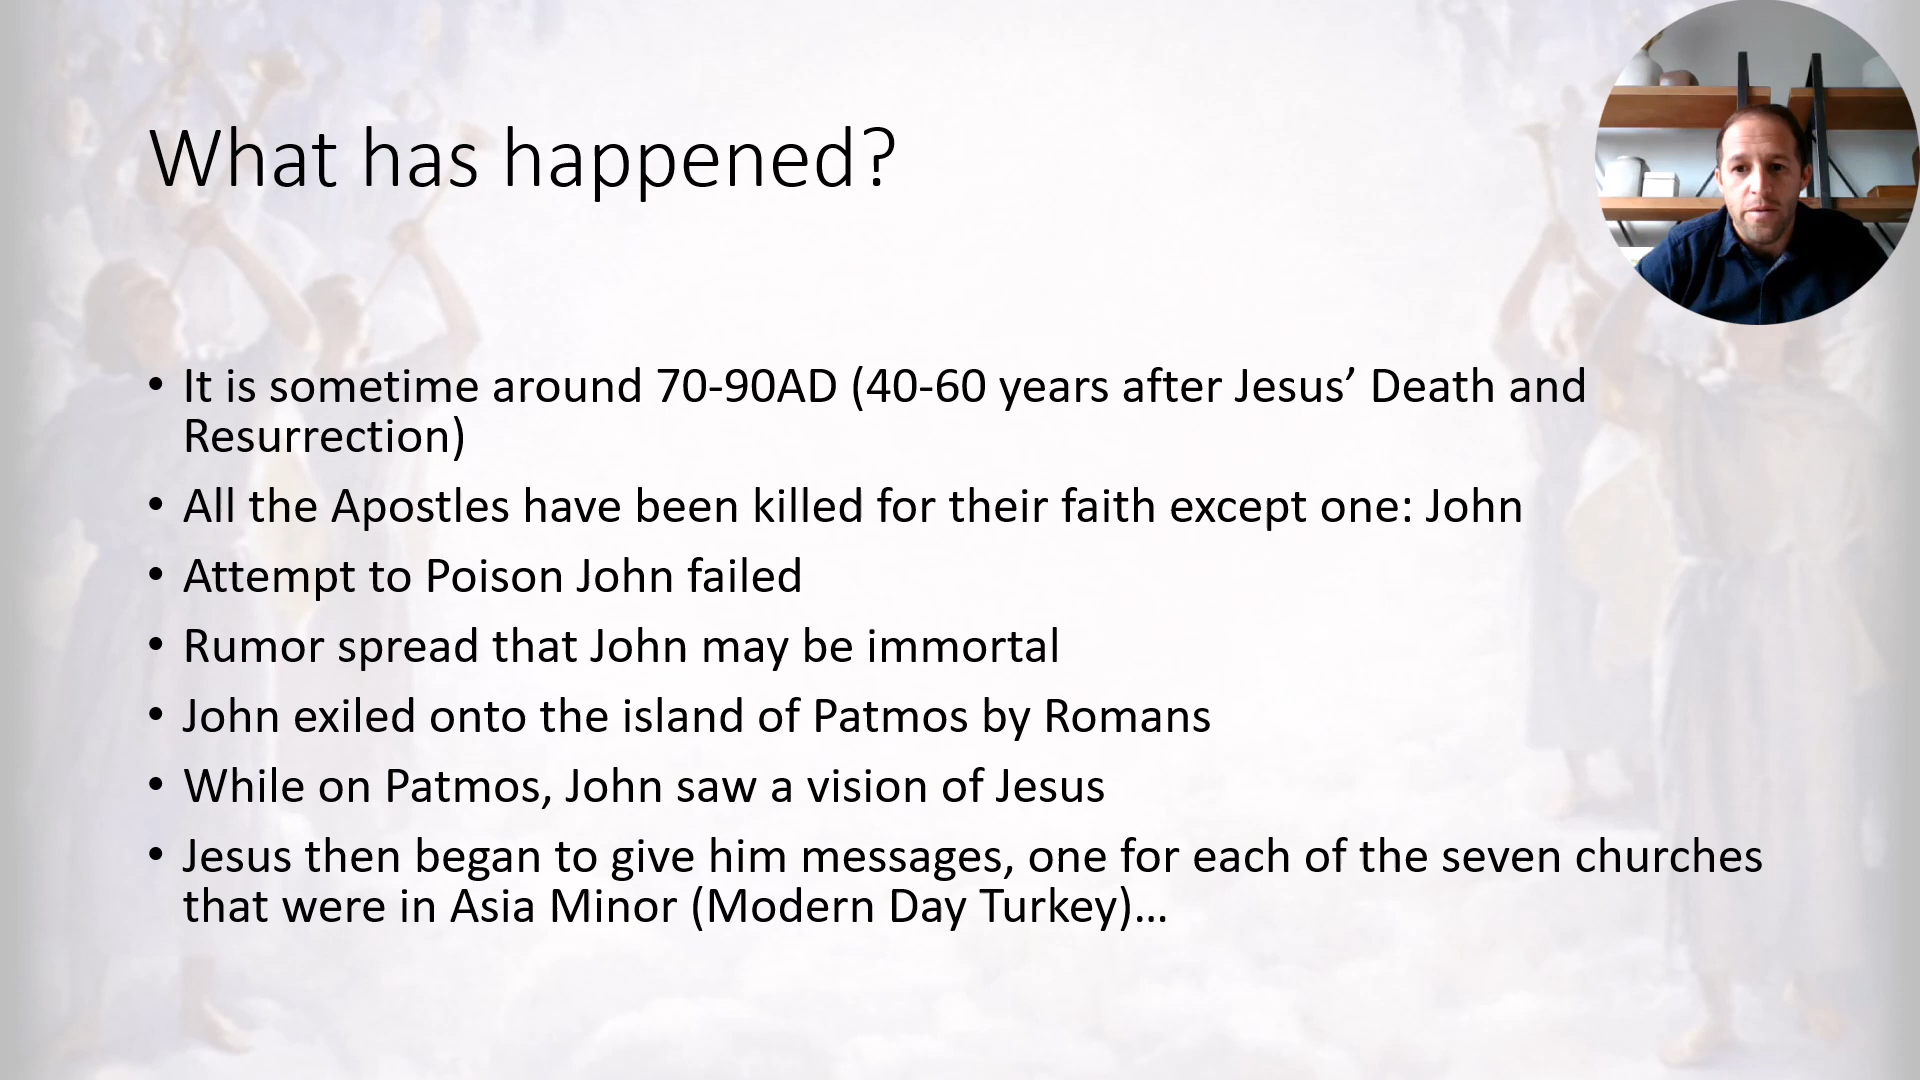 What has happened?
• It is sometime around 70-90AD (40-60 years after Jesus’ Death and
Resurrection)
• All the Apostles have been killed for their faith except one: John
• Attempt to Poison John failed
• Rumor spread that John may be immortal
• John exiled onto the island of Patmos by Romans
• While on Patmos, John saw a vision of Jesus
• Jesus then began to give him messages, one for each of the seven churches
that were in Asia Minor (Modern Day Turkey)…